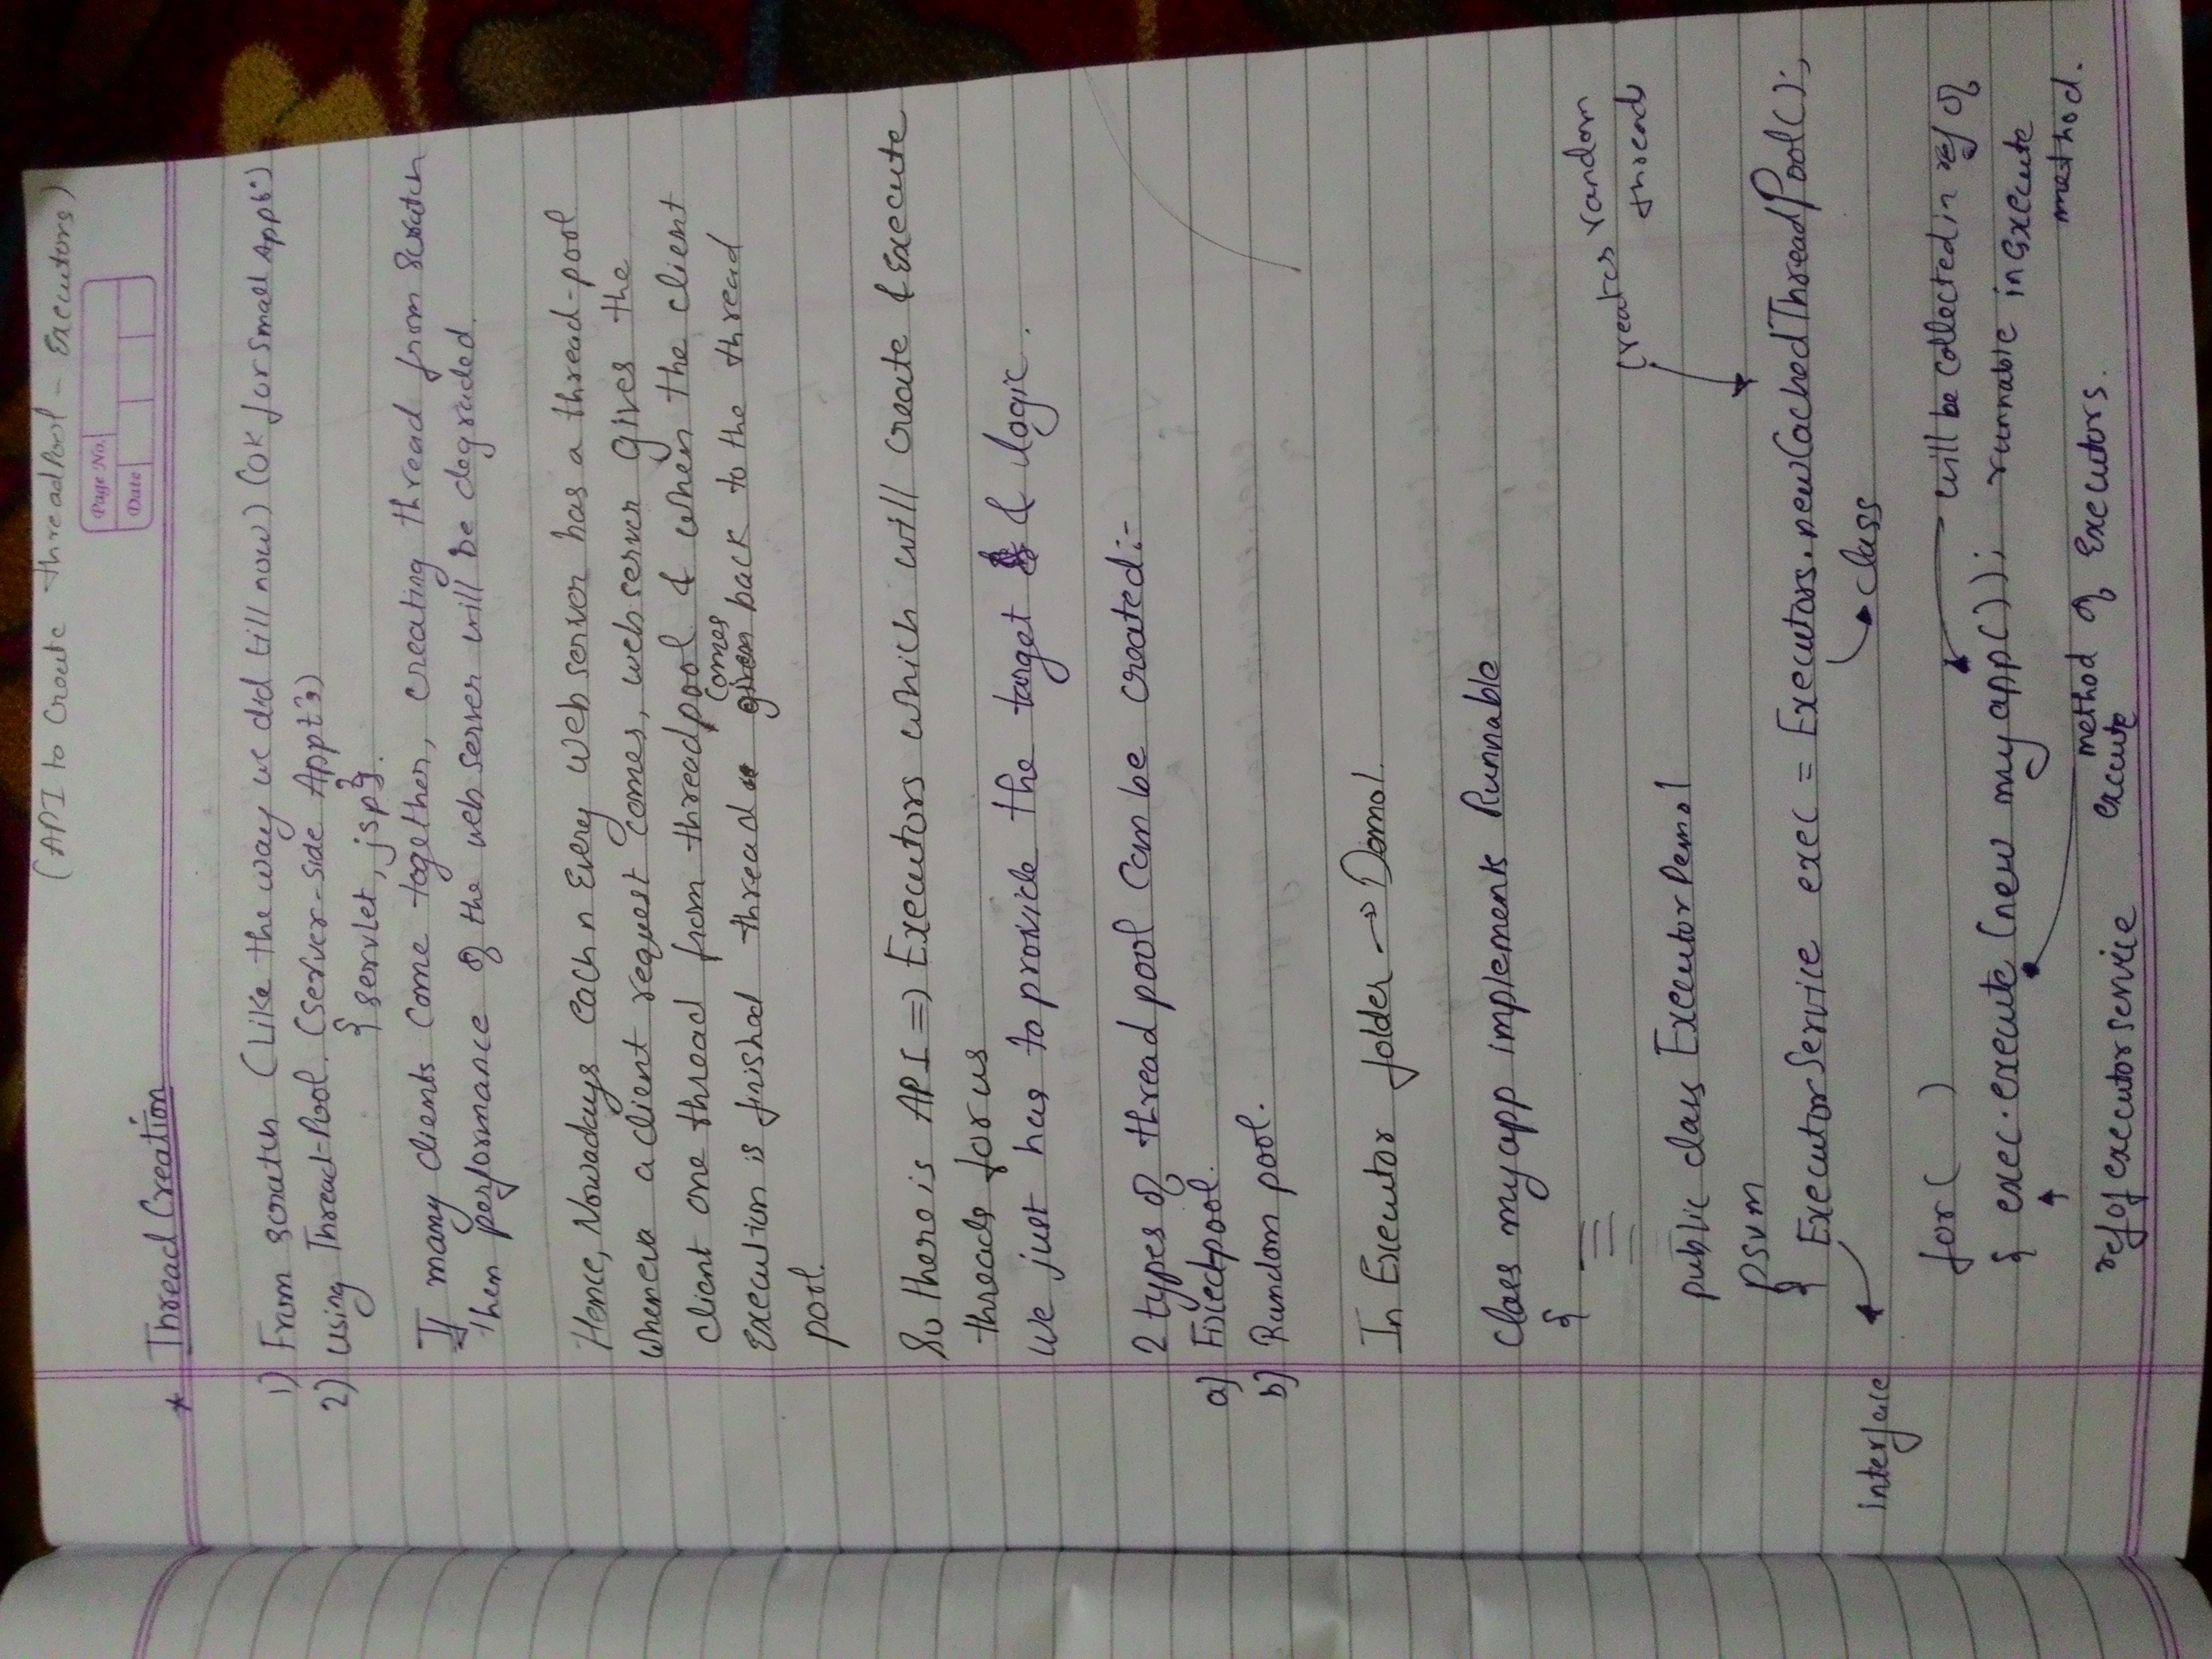 (API to Create ThreadPool - Executors)
Page No.
Date
* Thread Creation
1) From scratch (Like the way we did till now) (OK for small Appt's)
2) Using Thread-Pool. (Server-side Appt's)
{servlet, jsp}.
If many clients come together, creating thread from scratch
then performance of the web server will be degraded.
Hence, Nowadays each n Every web server has a thread-pool
wheneva a client request comes, web server gives the
client one thread from threadpool & when the client
comes
execution is finished thread given back to the thread
pool.
So there is API => Executors which will create & execute
threads for us
We just has to provide the target & logic.
2 types of thread pool can be created:-
a) Fixedpool.
b) Random pool.
In Executor folder → Demo1.
class myapp implements Runnable
{
creates random
threads
public class ExecutorDemo1
psvm
{ ExecutorService exec = Executors.newCachedThreadPool();
interface
class
for( )
will be collected in ref of
{ exec.execute (new myapp());
runnable in execute
method.
method of Executors.
ref of executor service
execute